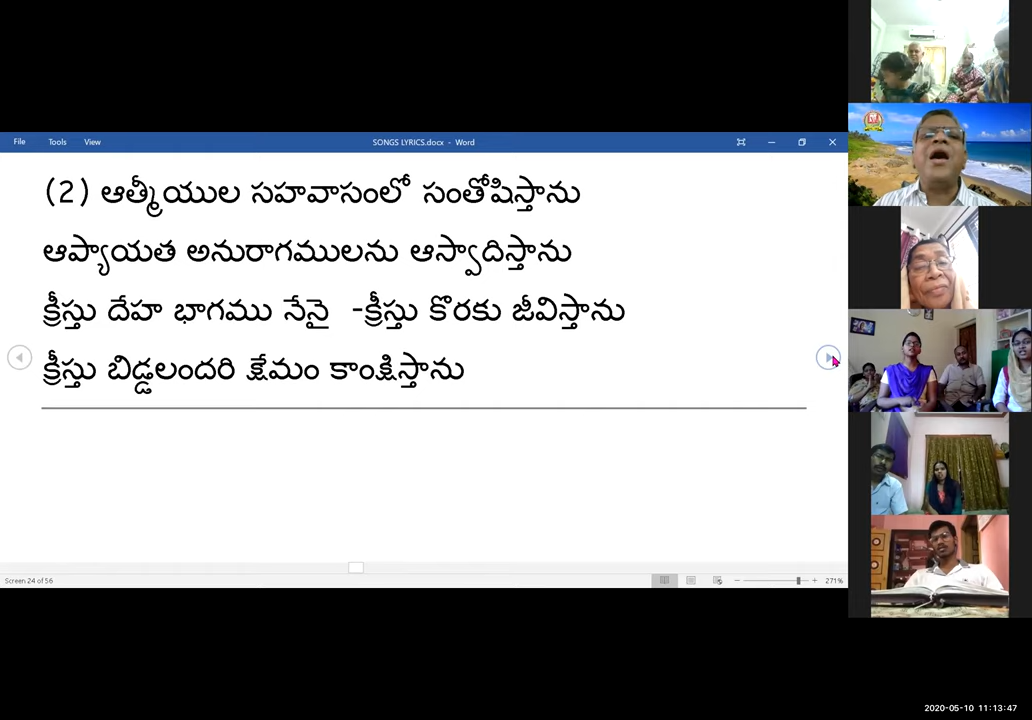 File Tools View SONGS LYRICS.docx - Word
(2) ఆత్మీయుల సహవాసంలో సంతోషిస్తాను
ఆప్యాయత అనురాగములను ఆస్వాదిస్తాను
క్రీస్తు దేహ భాగము నేనై -క్రీస్తు కొరకు జీవిస్తాను
క్రీస్తు బిడ్డలందరి క్షేమం కాంక్షిస్తాను
Screen 24 of 56 271%
2020-05-10 11:13:47